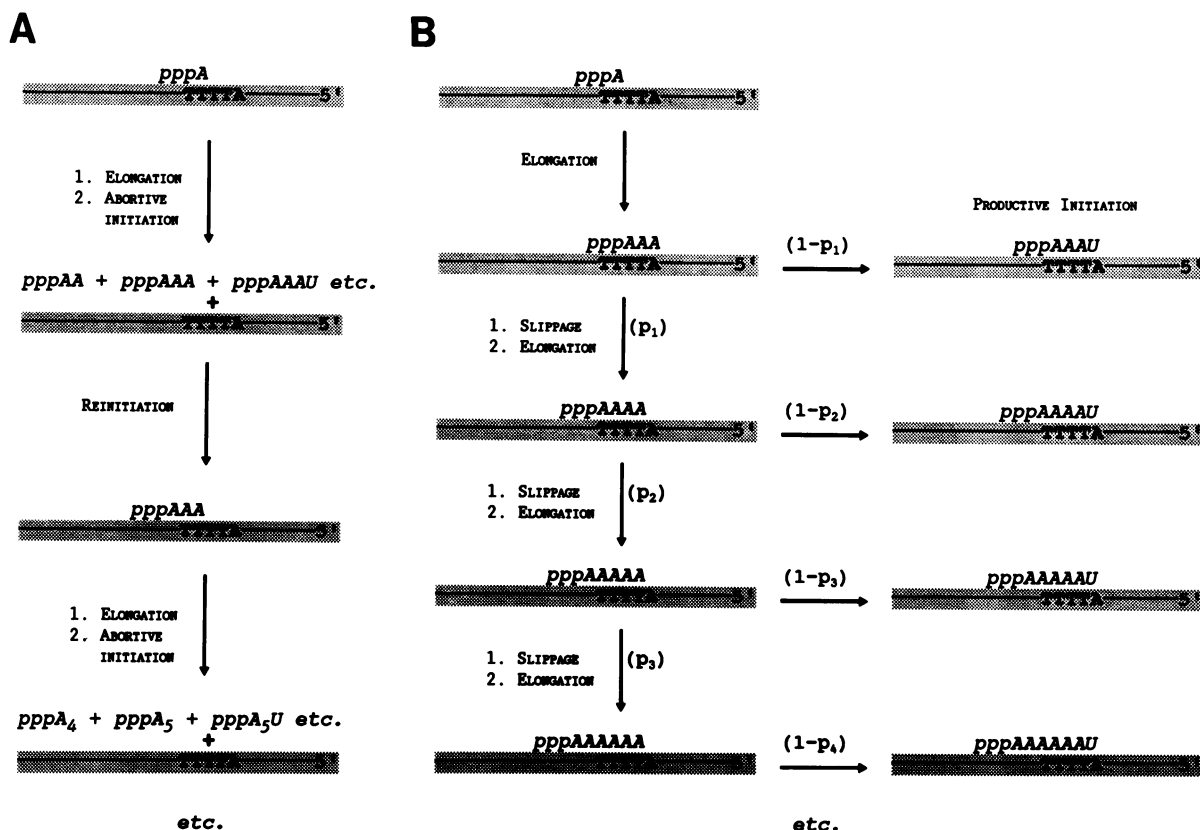 A
pppA
TTTTA 5'
1. ELONGATION
2. ABORTIVE
INITIATION
pppAA + pppAAA + pppAAAU etc.
+
TTTTA 5'
REINITIATION
pppAAA
TTTTA 5'
1. ELONGATION
2. ABORTIVE
INITIATION
pppA4 + pppA5 + pppA5U etc.
+
TTTTA 5'
etc.
B
pppA
TTTTA 5'
ELONGATION
PRODUCTIVE INITIATION
pppAAA
TTTTA 5'
(1-p1)
pppAAAU
TTTTA 5'
1. SLIPPAGE
2. ELONGATION
(p1)
pppAAAA
TTTTA 5'
(1-p2)
pppAAAAU
TTTTA 5'
1. SLIPPAGE
2. ELONGATION
(p2)
pppAAAAA
TTTTA 5'
(1-p3)
pppAAAAAU
TTTTA 5'
1. SLIPPAGE
2. ELONGATION
(p3)
pppAAAAAA
TTTTA 5'
(1-p4)
pppAAAAAAU
TTTTA 5'
etc.